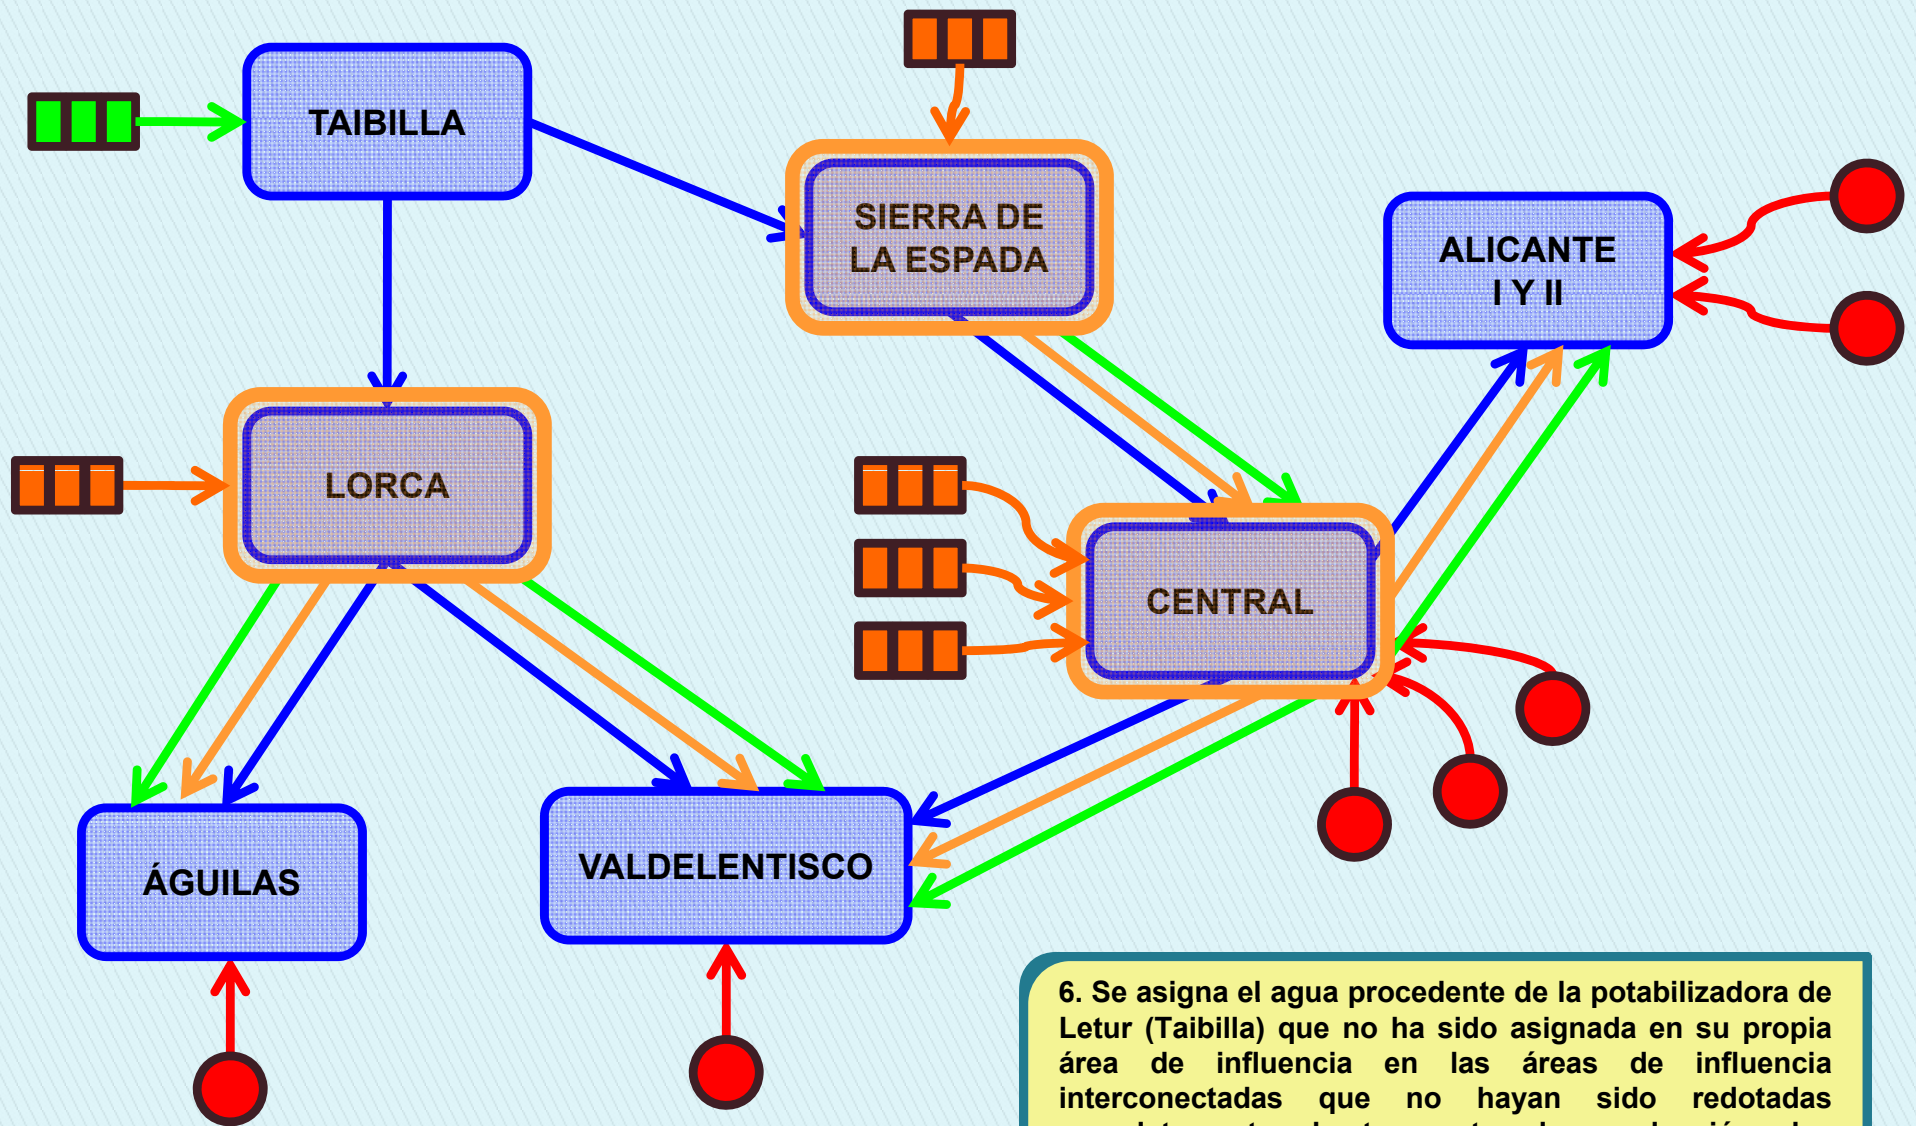 TAIBILLA
SIERRA DE
LA ESPADA
ALICANTE
I Y II
LORCA
CENTRAL
ÁGUILAS
VALDELENTISCO
6. Se asigna el agua procedente de la potabilizadora de
Letur (Taibilla) que no ha sido asignada en su propia
área de influencia en las áreas de influencia
interconectadas que no hayan sido redotadas